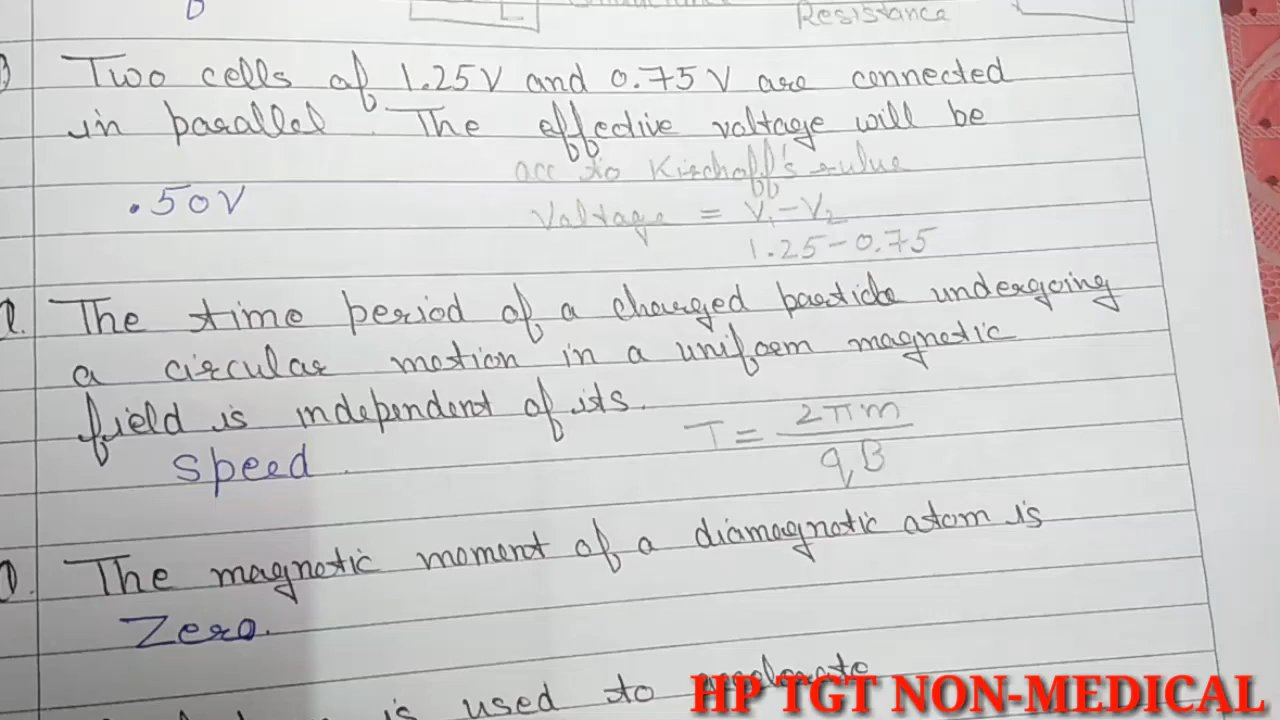 Resistance
Two cells of 1.25V and 0.75V are connected
in parallel. The effective voltage will be
acc to Kirchoff's rulue
.50V
Voltage = V₁-V₂
1.25-0.75
The time period of a charged particle undergoing
a circular motion in a uniform magnetic
field is independent of its.
T = 2πm / qB
speed.
The magnetic moment of a diamagnetic atom is
Zero.
is used to
HP TGT NON-MEDICAL